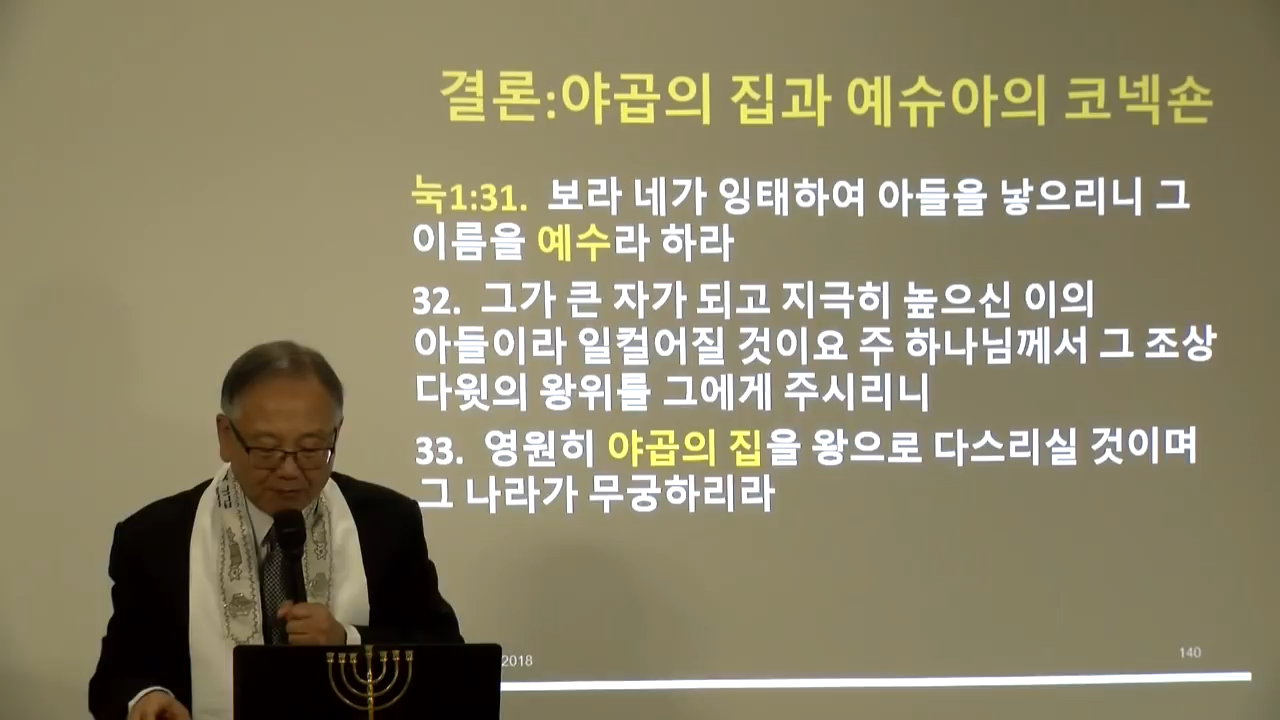 결론:야곱의 집과 예슈아의 코넥숀
눅1:31. 보라 네가 잉태하여 아들을 낳으리니 그
이름을 예수라 하라
32. 그가 큰 자가 되고 지극히 높으신 이의
아들이라 일컬어질 것이요 주 하나님께서 그 조상
다윗의 왕위를 그에게 주시리니
33. 영원히 야곱의 집을 왕으로 다스리실 것이며
그 나라가 무궁하리라
2018
140